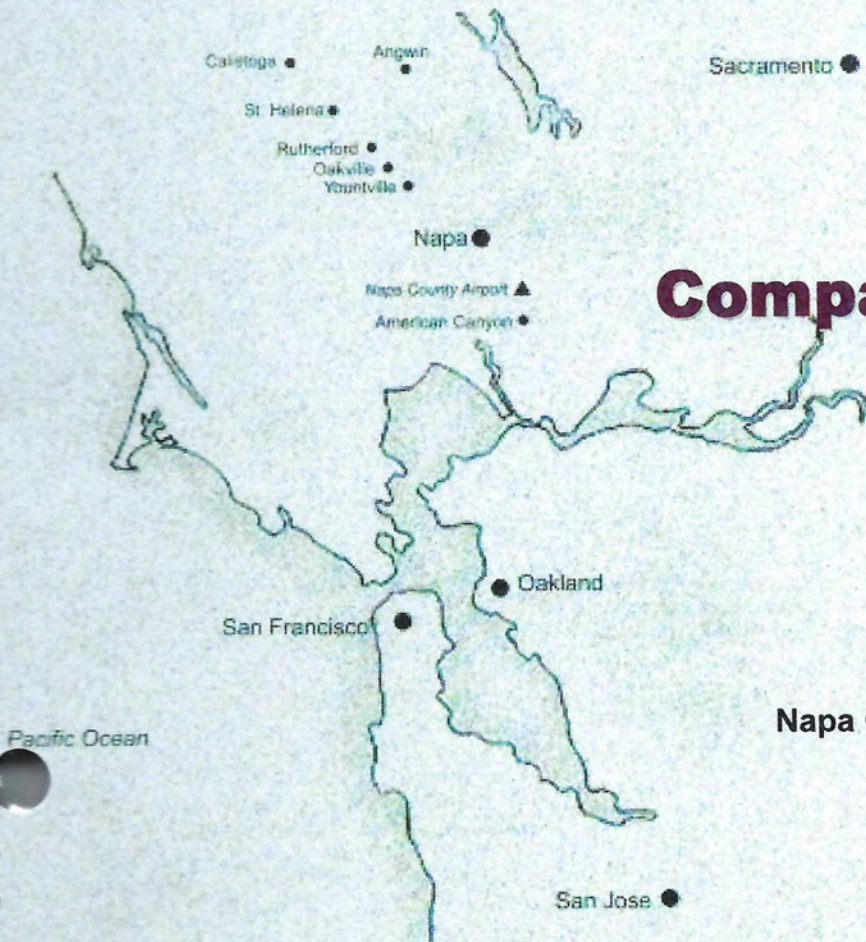 Calistoga
Angwin
Sacramento
St. Helena
Rutherford
Oakville
Yountville
Napa
Napa County Airport
American Canyon
Compa
Oakland
San Francisco
Napa
Pacific Ocean
San Jose